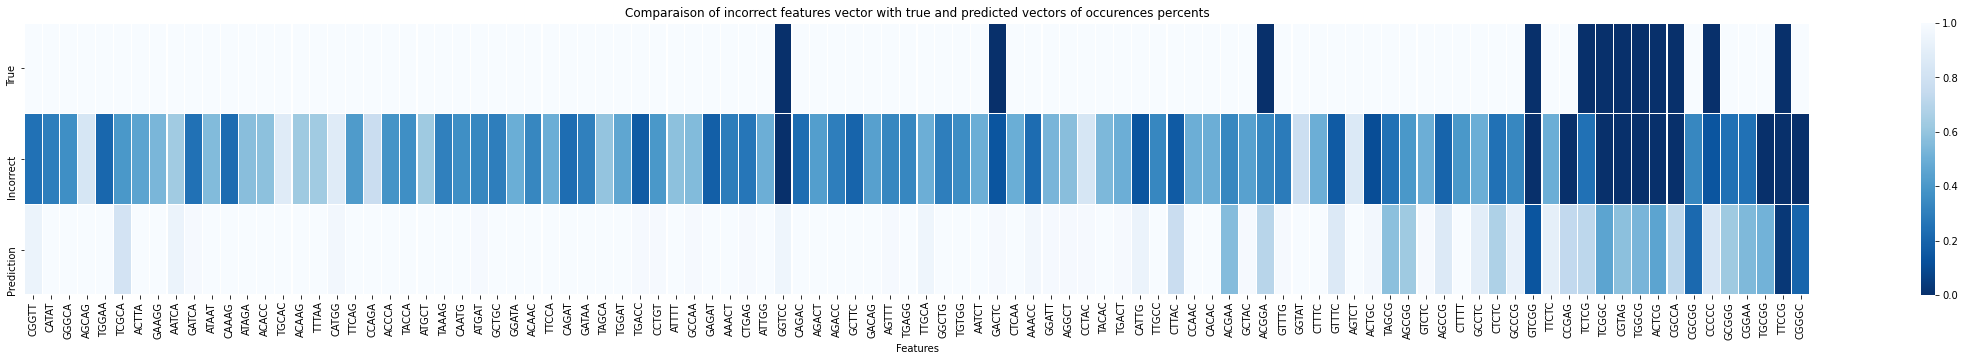 Comparaison of incorrect features vector with true and predicted vectors of occurences percents
True
Incorrect
Prediction
1.0
0.8
0.6
0.4
0.2
0.0
CGGTT CATAT GGGCA AGCAG TGGAA TCGCA ACTTA GAAGG AATCA GATCA ATAAT CAAAG ATAGA ACACC TGCAC ACAAG TTTAA CATGG TTCAG CCAGA ACCCA TACCA ATGCT TAAAG CAATG ATGAT GCTGC GGATA ACAAC TTCCA CAGAT GATAA TAGCA TGGAT TGACC CCTGT ATTTT GCCAA GAGAT AAACT CTGAG ATTGG GGTCC CAGAC AGACT AGACC GCTTC GACAG AGTTT TGAGG TTGCA GGCTG TGTGG AATCT GACTC CTCAA AAACC GGATT AGGCT CCTAC TACAC TGACT CATTG TTGCC CTTAC CCAAC CACAC ACGAA GCTAC ACGGA GTTTG GGTAT CTTTC GTTTC AGTCT ACTGC TAGCG AGCGG GTCTC AGCCG CTTTT GCCTC CTCTC GCCCG GTCGG TTCTC CCGAG TCTCG TCGGC CGTAG TGGCG ACTCG CGCCA CGCGG CCCCC GCGGG CGGAA TGCGG TTCCG CGGGC
Features